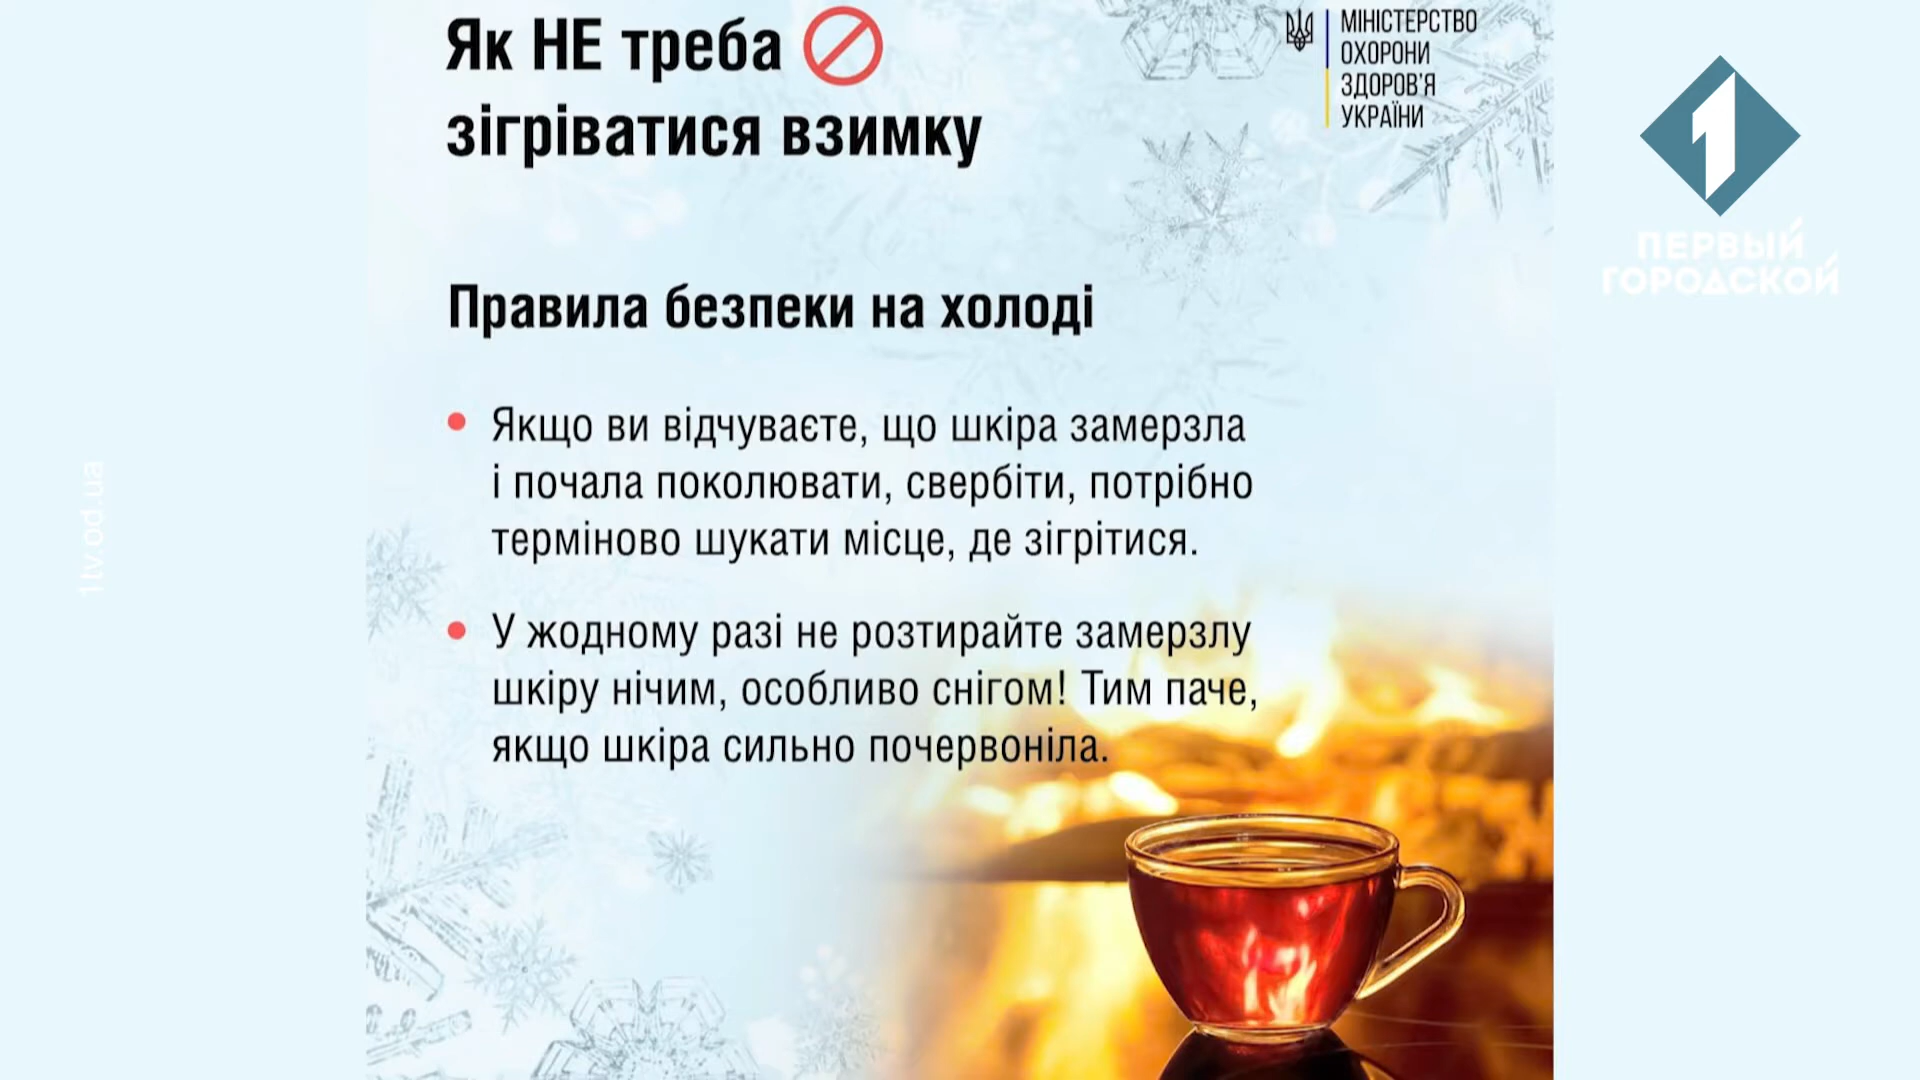 Як НЕ треба
зігріватися взимку
МІНІСТЕРСТВО
ОХОРОНИ
ЗДОРОВ'Я
УКРАЇНИ
1
ПЕРВЫЙ
ГОРОДСКОЙ
Правила безпеки на холоді
Якщо ви відчуваєте, що шкіра замерзла
і почала поколювати, свербіти, потрібно
терміново шукати місце, де зігрітися.
У жодному разі не розтирайте замерзлу
шкіру нічим, особливо снігом! Тим паче,
якщо шкіра сильно почервоніла.
1tv.od.ua